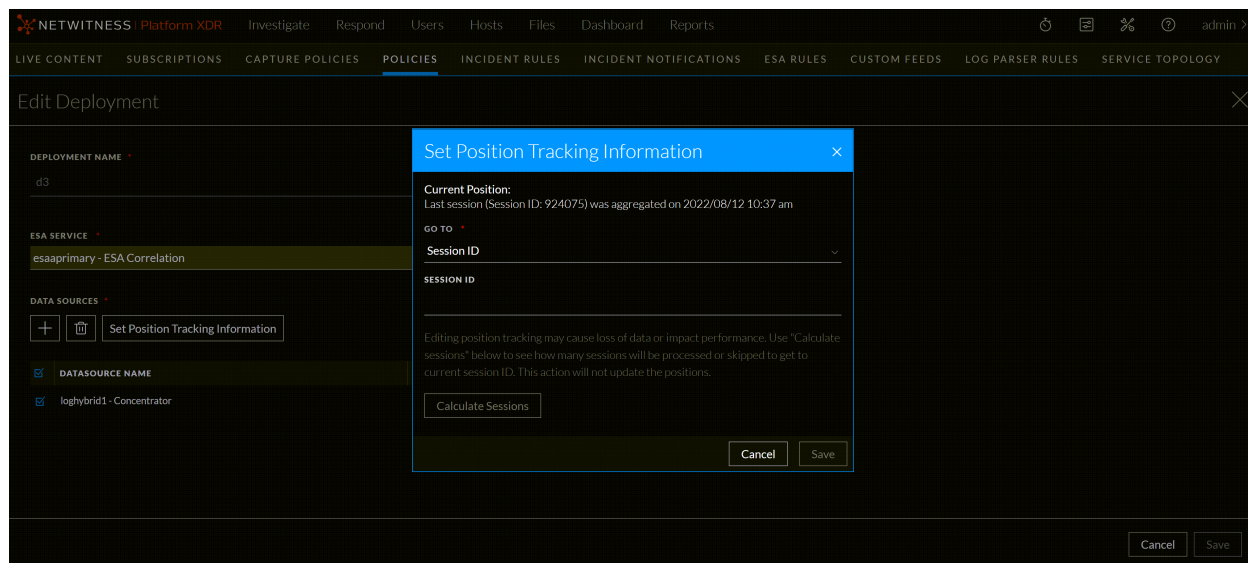 NETWITNESS Platform XDR Investigate Respond Users Hosts Files Dashboard Reports admin
LIVE CONTENT SUBSCRIPTIONS CAPTURE POLICIES POLICIES INCIDENT RULES INCIDENT NOTIFICATIONS ESA RULES CUSTOM FEEDS LOG PARSER RULES SERVICE TOPOLOGY
Edit Deployment
DEPLOYMENT NAME *
d3
ESA SERVICE *
esaaprimary - ESA Correlation
DATA SOURCES *
Set Position Tracking Information
DATASOURCE NAME
loghybrid1 - Concentrator
Set Position Tracking Information
Current Position:
Last session (Session ID: 924075) was aggregated on 2022/08/12 10:37 am
GO TO *
Session ID
SESSION ID
Editing position tracking may cause loss of data or impact performance. Use "Calculate
sessions" below to see how many sessions will be processed or skipped to get to
current session ID. This action will not update the positions.
Calculate Sessions
Cancel Save
Cancel Save